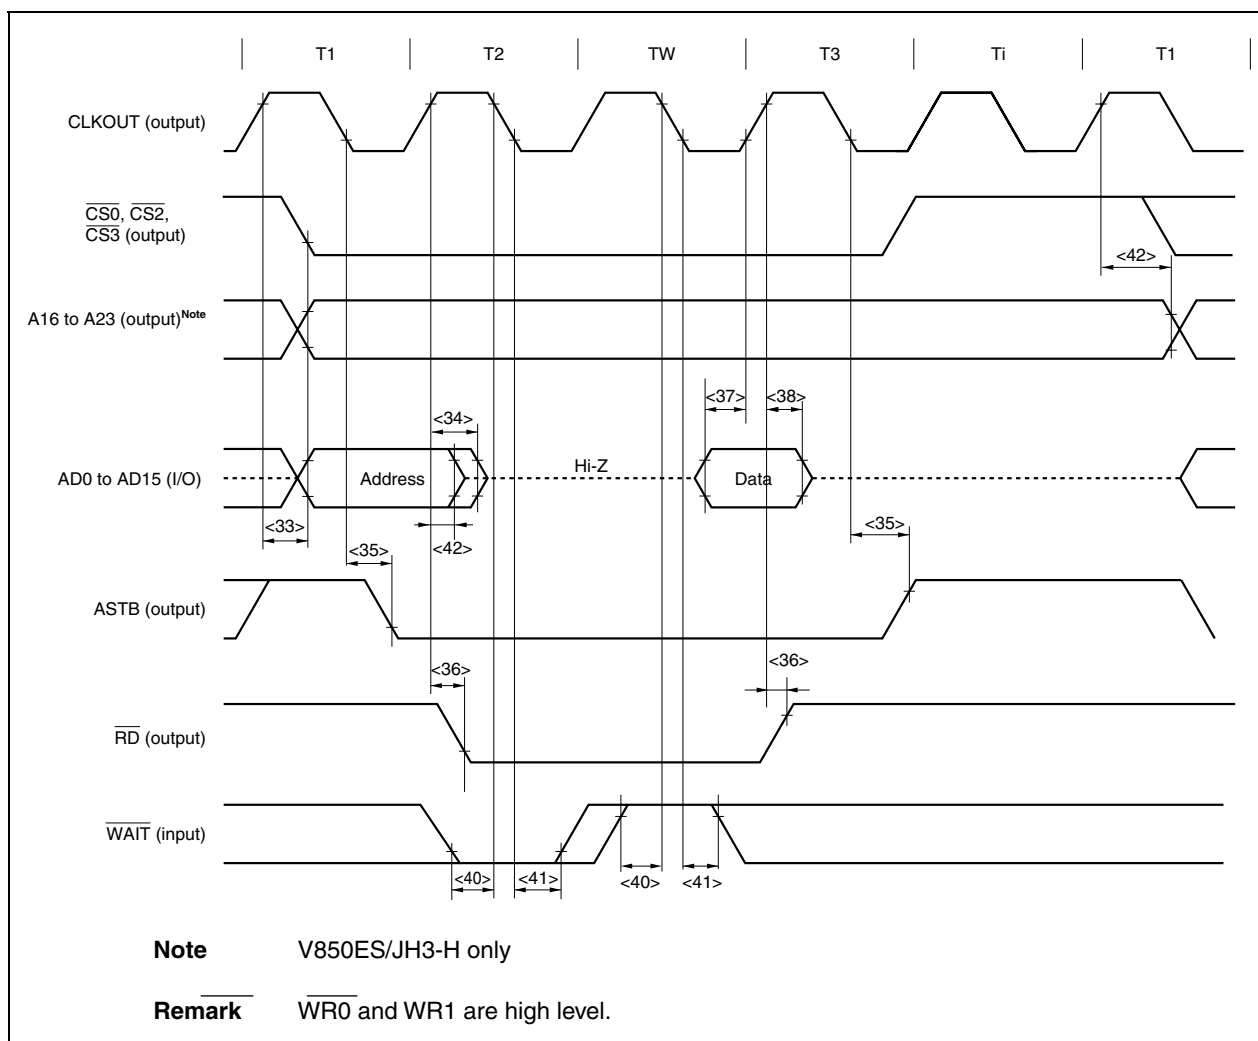 T1 T2 TW T3 Ti T1
CLKOUT (output)
CS0, CS2,
CS3 (output)
<42>
A16 to A23 (output)Note
<37> <38>
<34>
Hi-Z
AD0 to AD15 (I/O) Address Data
<33> <35>
<35> <42>
ASTB (output)
<36> <36>
RD (output)
WAIT (input)
<40> <41> <40> <41>
Note V850ES/JH3-H only
Remark WR0 and WR1 are high level.